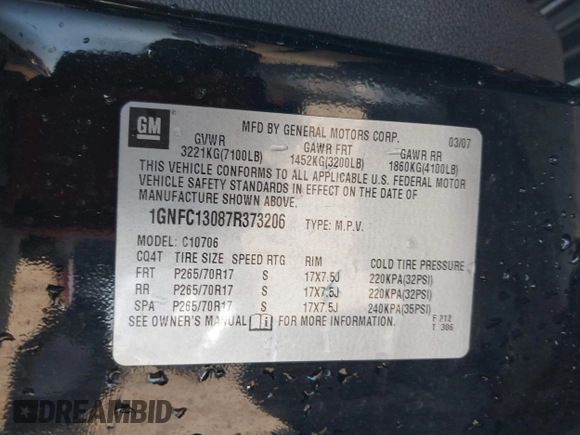 GM
MFD BY GENERAL MOTORS CORP. 03/07
GVWR GAWR FRT GAWR RR
3221KG(7100LB) 1452KG(3200LB) 1860KG(4100LB)
THIS VEHICLE CONFORMS TO ALL APPLICABLE U.S. FEDERAL MOTOR
VEHICLE SAFETY STANDARDS IN EFFECT ON THE DATE OF
MANUFACTURE SHOWN ABOVE.
1GNFC13087R373206 TYPE: M.P.V.
MODEL: C10706
CQ4T TIRE SIZE SPEED RTG RIM COLD TIRE PRESSURE
FRT P265/70R17 S 17X7.5J 220KPA(32PSI)
RR P265/70R17 S 17X7.5J 220KPA(32PSI)
SPA P265/70R17 S 17X7.5J 240KPA(35PSI)
SEE OWNER'S MANUAL FOR MORE INFORMATION.
F 212
T 306
DREAMBID